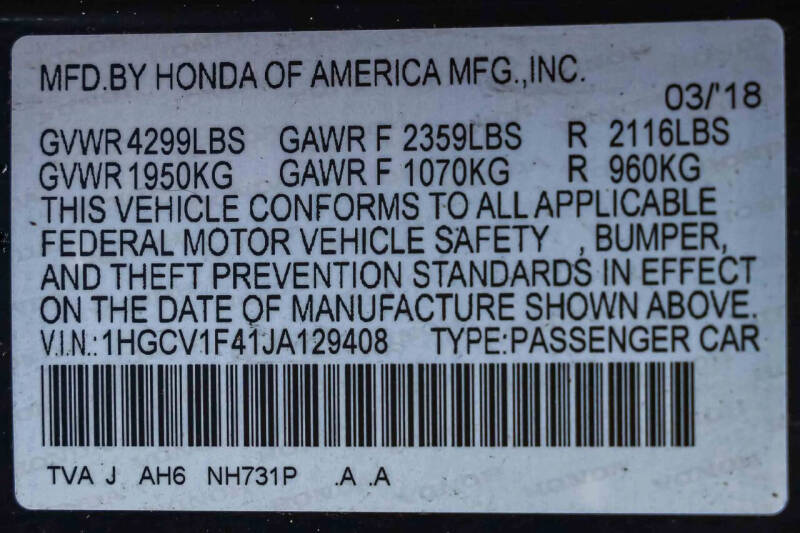 MFD.BY HONDA OF AMERICA MFG.,INC.
03/'18
GVWR 4299LBS GAWR F 2359LBS R 2116LBS
GVWR 1950KG GAWR F 1070KG R 960KG
THIS VEHICLE CONFORMS TO ALL APPLICABLE
FEDERAL MOTOR VEHICLE SAFETY , BUMPER,
AND THEFT PREVENTION STANDARDS IN EFFECT
ON THE DATE OF MANUFACTURE SHOWN ABOVE.
V.I.N.: 1HGCV1F41JA129408 TYPE:PASSENGER CAR
TVA J AH6 NH731P .A .A